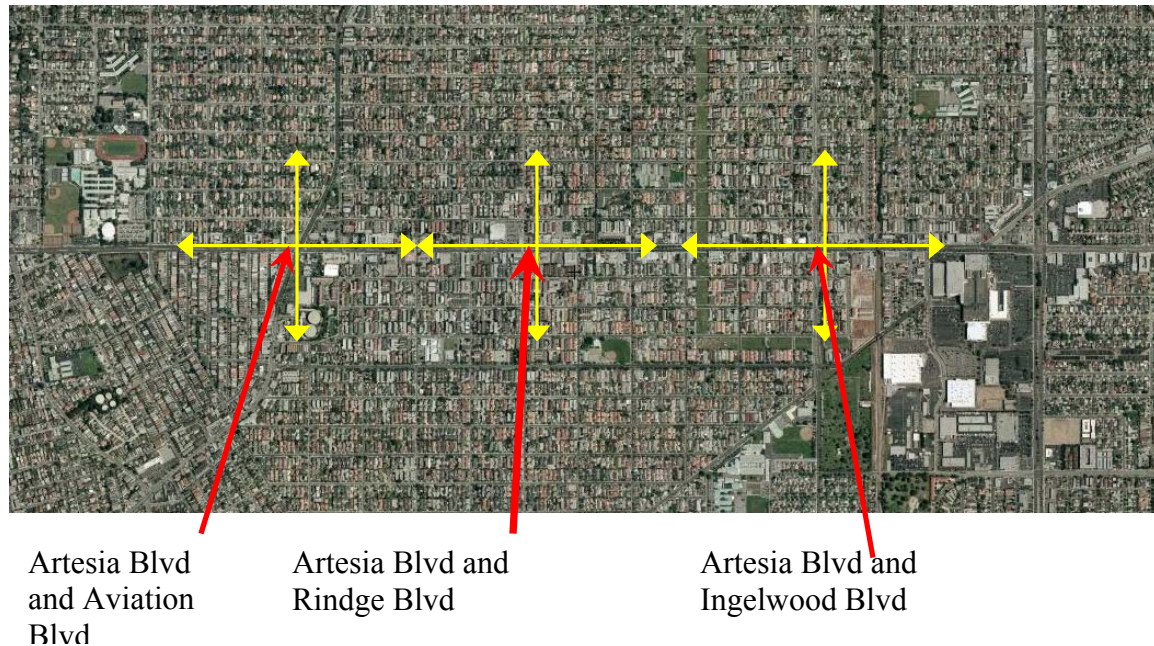 Artesia Blvd
and Aviation
Blvd
Artesia Blvd and
Rindge Blvd
Artesia Blvd and
Ingelwood Blvd